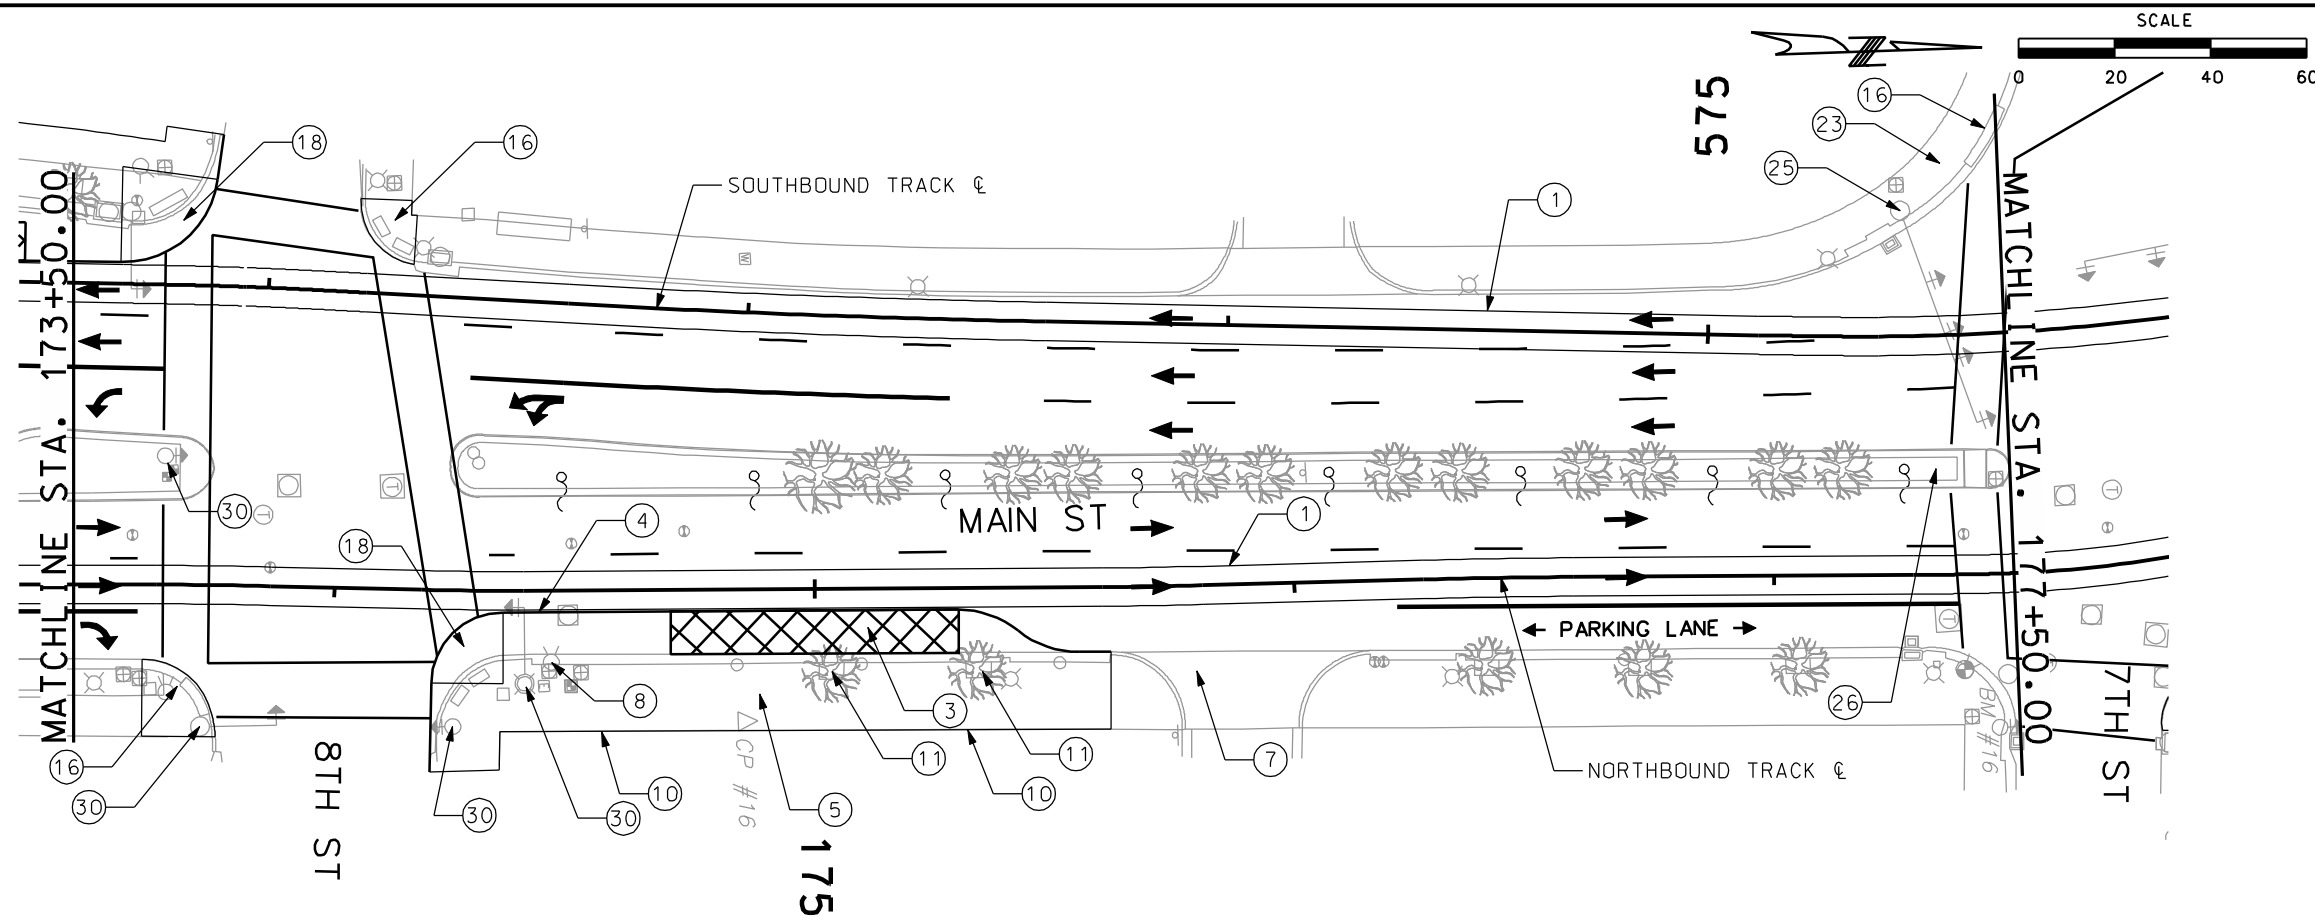 SCALE
0 20 40 60
575
16
23
25
18
16
SOUTHBOUND TRACK ℄
1
MATCHLINE STA. 173+50.00
MATCHLINE STA. 177+50.00
W
30
T
T
4
18
MAIN ST
1
← PARKING LANE →
T
T
8
3
5
11
11
10
10
7
26
NORTHBOUND TRACK ℄
16
30
30
30
8TH ST
CP #16
BM #16
7TH ST
175